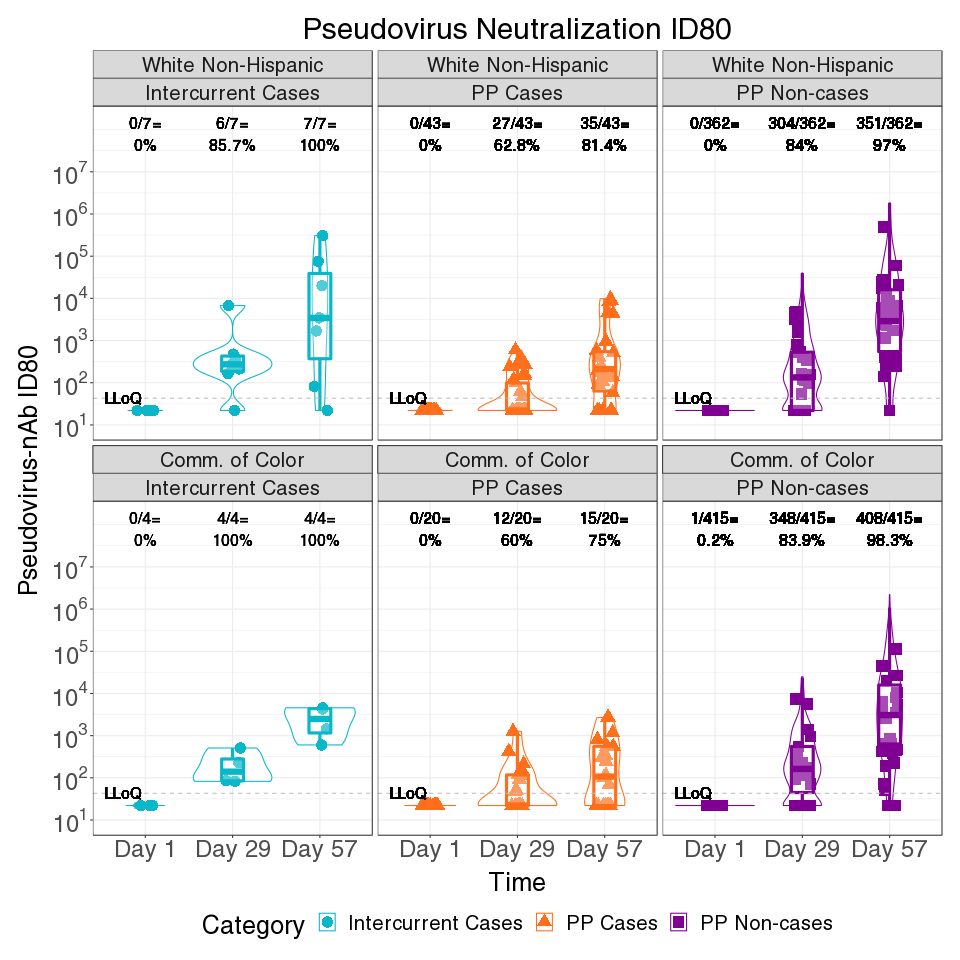 Pseudovirus Neutralization ID80
White Non-Hispanic
White Non-Hispanic
White Non-Hispanic
Intercurrent Cases
PP Cases
PP Non-cases
0/7= 6/7= 7/7=
0% 85.7% 100%
0/43= 27/43= 35/43=
0% 62.8% 81.4%
0/362= 304/362= 351/362=
0% 84% 97%
10^7
10^6
10^5
10^4
10^3
10^2
10^1
LLoQ
LLoQ
LLoQ
Pseudovirus-nAb ID80
Comm. of Color
Comm. of Color
Comm. of Color
Intercurrent Cases
PP Cases
PP Non-cases
0/4= 4/4= 4/4=
0% 100% 100%
0/20= 12/20= 15/20=
0% 60% 75%
1/415= 348/415= 408/415=
0.2% 83.9% 98.3%
10^7
10^6
10^5
10^4
10^3
10^2
10^1
LLoQ
LLoQ
LLoQ
Day 1 Day 29 Day 57
Day 1 Day 29 Day 57
Day 1 Day 29 Day 57
Time
Category Intercurrent Cases PP Cases PP Non-cases